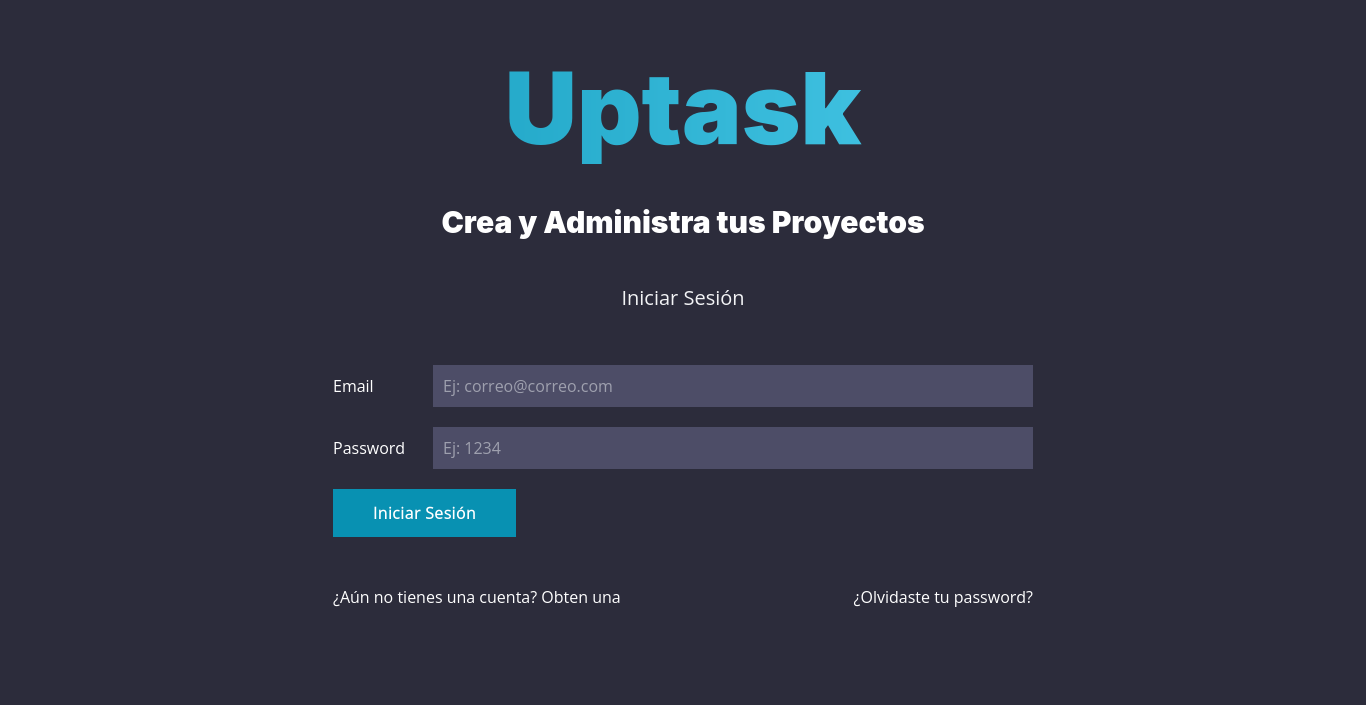 Uptask
Crea y Administra tus Proyectos
Iniciar Sesión
Email
Ej: correo@correo.com
Password
Ej: 1234
Iniciar Sesión
¿Aún no tienes una cuenta? Obten una
¿Olvidaste tu password?